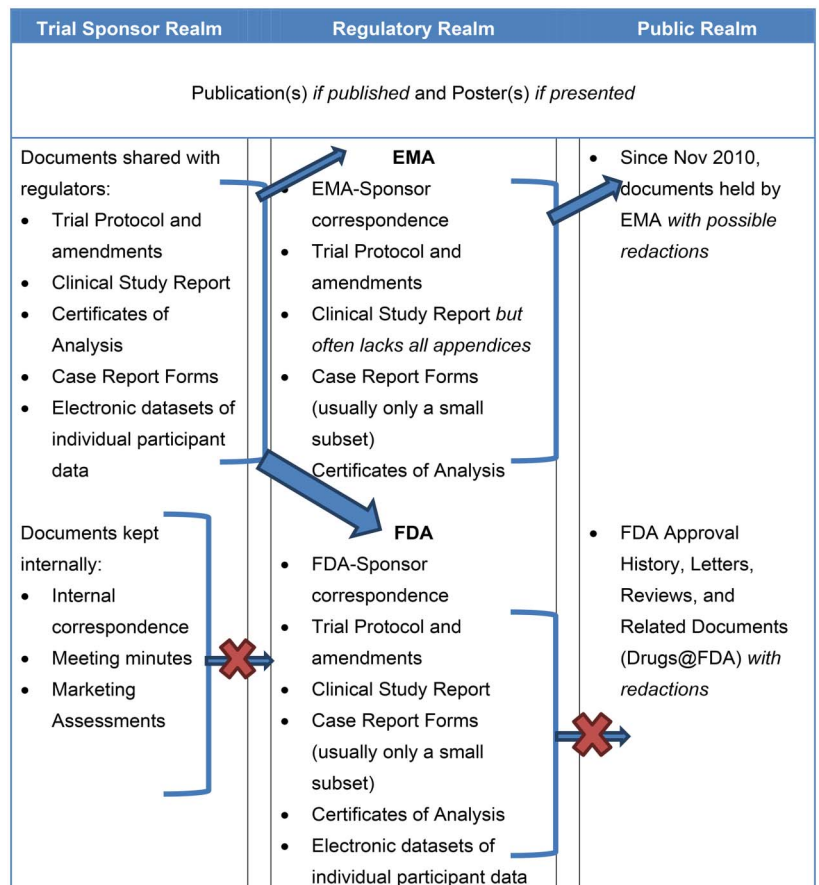 Trial Sponsor Realm
Regulatory Realm
Public Realm
Publication(s) if published and Poster(s) if presented
Documents shared with
regulators:
• Trial Protocol and
amendments
• Clinical Study Report
• Certificates of
Analysis
• Case Report Forms
• Electronic datasets of
individual participant
data
Documents kept
internally:
• Internal
correspondence
• Meeting minutes
• Marketing
Assessments
EMA
• EMA-Sponsor
correspondence
• Trial Protocol and
amendments
• Clinical Study Report but
often lacks all appendices
• Case Report Forms
(usually only a small
subset)
Certificates of Analysis
FDA
• FDA-Sponsor
correspondence
• Trial Protocol and
amendments
• Clinical Study Report
• Case Report Forms
(usually only a small
subset)
• Certificates of Analysis
• Electronic datasets of
individual participant data
• Since Nov 2010,
documents held by
EMA with possible
redactions
• FDA Approval
History, Letters,
Reviews, and
Related Documents
(Drugs@FDA) with
redactions